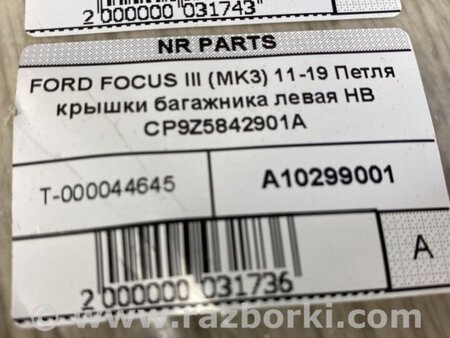 2 000000 031743
NR PARTS
FORD FOCUS III (MK3) 11-19 Петля
крышки багажника левая HB
CP9Z5842901A
T-000044645
A10299001
A
2 000000 031736
www.razborki.com